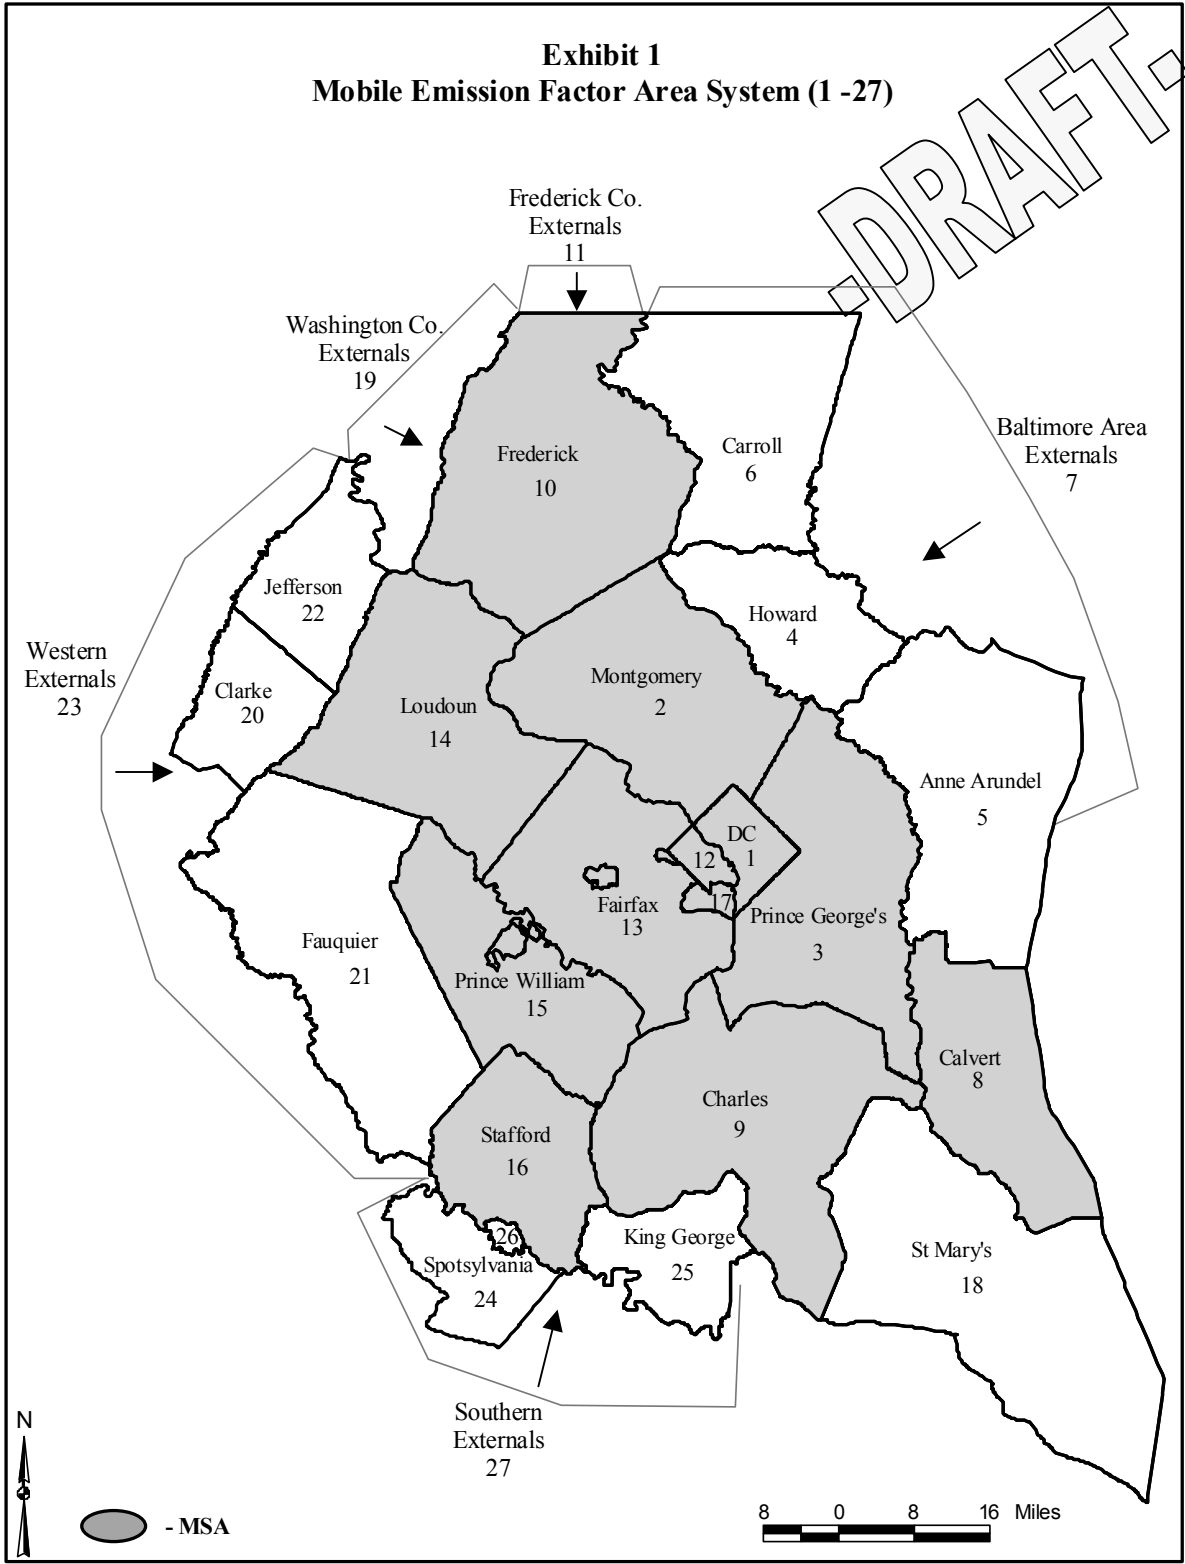 Exhibit 1
Mobile Emission Factor Area System (1 -27)
-DRAFT-
Frederick Co.
Externals
11
Washington Co.
Externals
19
Baltimore Area
Externals
7
Frederick
10
Carroll
6
Jefferson
22
Howard
4
Western
Externals
23
Clarke
20
Loudoun
14
Montgomery
2
Anne Arundel
5
DC
1
12
17
Fairfax
13
Prince George's
3
Fauquier
21
Prince William
15
Calvert
8
Charles
9
Stafford
16
26
Spotsylvania
24
King George
25
St Mary's
18
Southern
Externals
27
N
- MSA
8 0 8 16 Miles